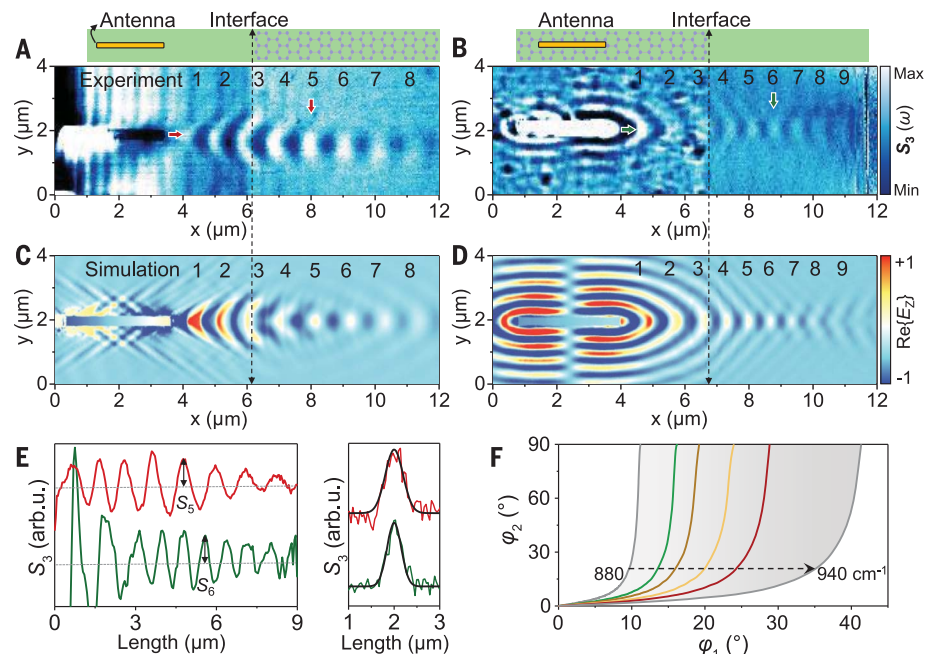 Antenna Interface
A Experiment 1 2 3 4 5 6 7 8
4
2
0
y (μm)
0 2 4 6 8 10 12
x (μm)
Antenna Interface
B 1 2 3 4 5 6 7 8 9
4
2
0
y (μm)
0 2 4 6 8 10 12
x (μm)
Max
S3 (ω)
Min
C Simulation 1 2 3 4 5 6 7 8
4
2
0
y (μm)
0 2 4 6 8 10 12
x (μm)
D 1 2 3 4 5 6 7 8 9
4
2
0
y (μm)
0 2 4 6 8 10 12
x (μm)
+1
Re{EZ}
-1
E
S3 (arb.u.)
S5
S6
0 3 6 9
Length (μm)
S3 (arb.u.)
1 2 3
Length (μm)
F
90
60
30
0
φ2 (°)
880 940 cm-1
0 10 20 30 40
φ1 (°)